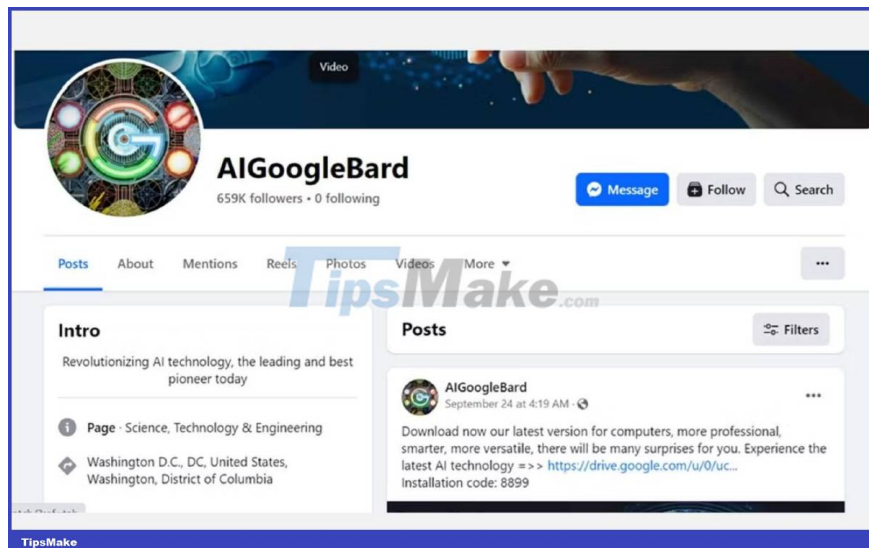 Video
AIGoogleBard
659K followers • 0 following
Message
Follow
Search
Posts
About
Mentions
Reels
Photos
Videos
More
TipsMake.com
Intro
Revolutionizing AI technology, the leading and best
pioneer today
Page · Science, Technology & Engineering
Washington D.C., DC, United States,
Washington, District of Columbia
Posts
Filters
AIGoogleBard
September 24 at 4:19 AM ·
Download now our latest version for computers, more professional,
smarter, more versatile, there will be many surprises for you. Experience the
latest AI technology =>> https://drive.google.com/u/0/uc...
Installation code: 8899
TipsMake